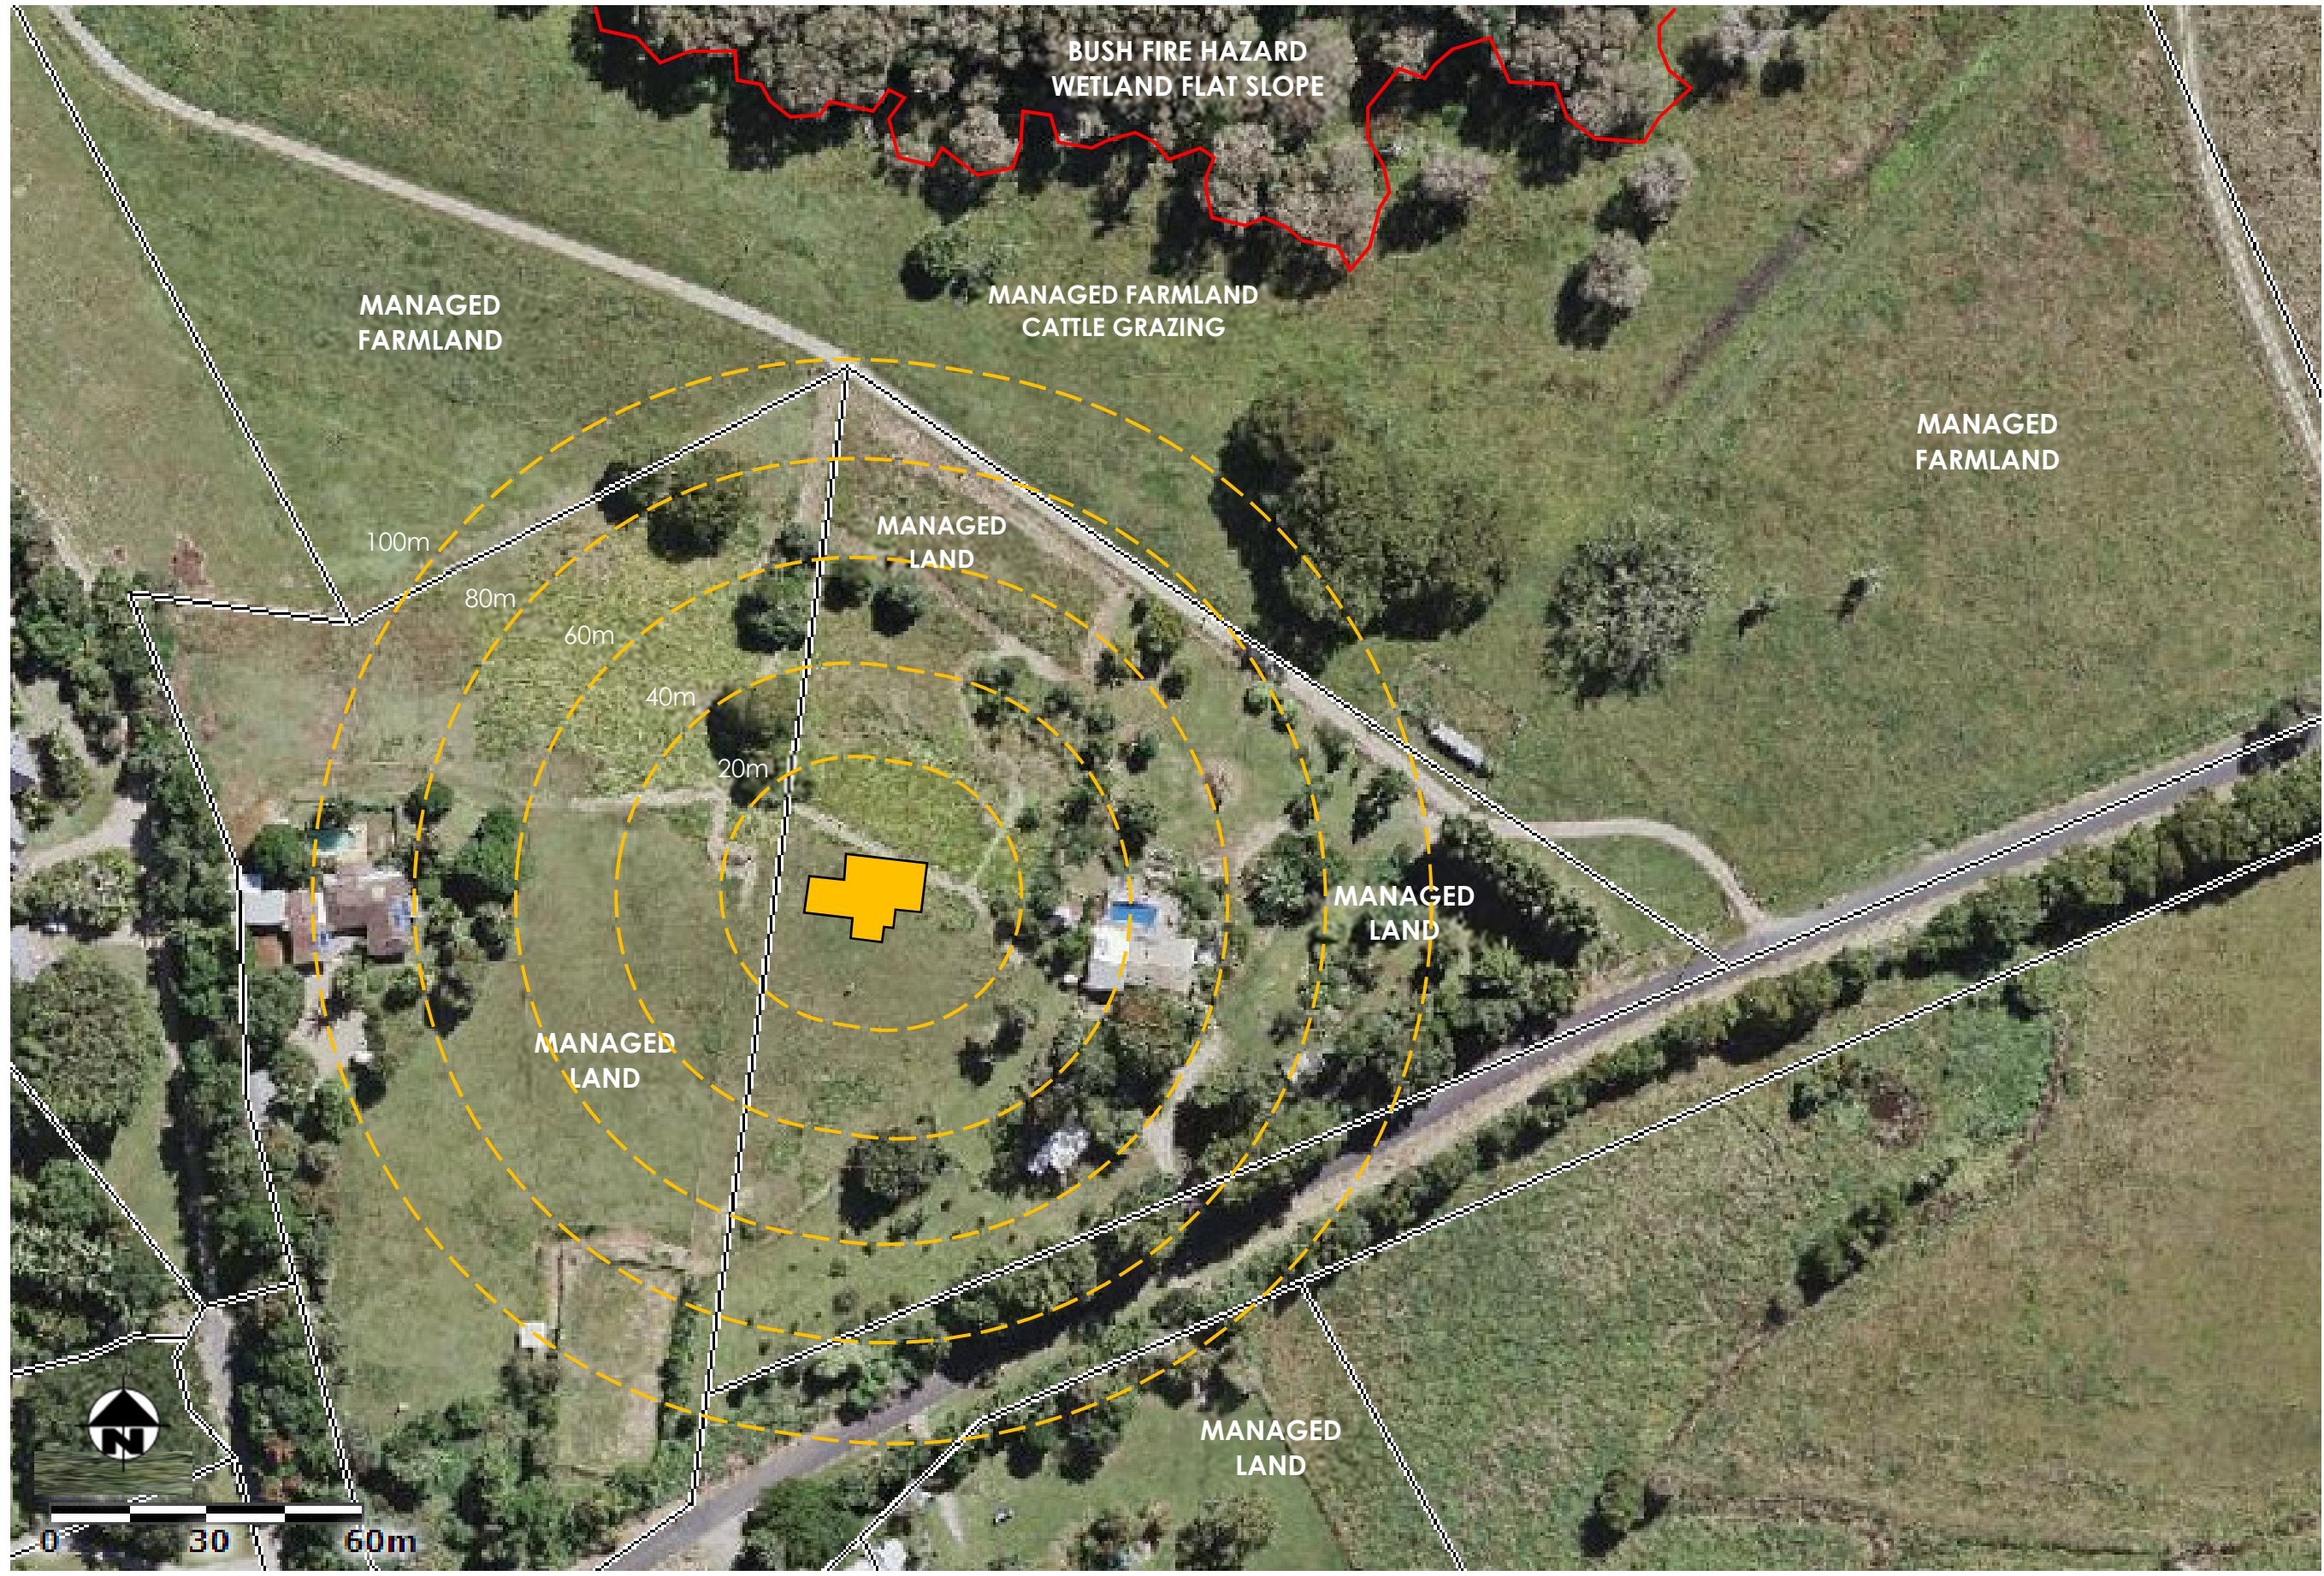 BUSH FIRE HAZARD
WETLAND FLAT SLOPE
MANAGED
FARMLAND
MANAGED FARMLAND
CATTLE GRAZING
MANAGED
FARMLAND
MANAGED
LAND
100m
80m
60m
40m
20m
MANAGED
LAND
MANAGED
LAND
MANAGED
LAND
N
0 30 60m